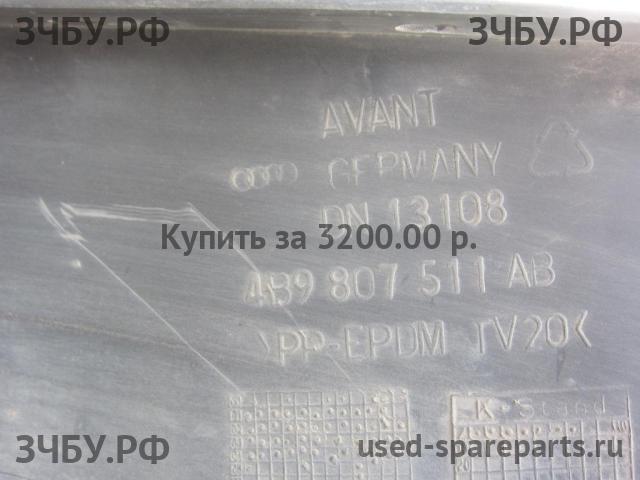 ЗЧБУ.РФ ЗЧБУ.РФ
AVANT
GERMANY
DN 13108
Купить за 3200.00 р.
4B9 807 511 AB
>PP-EPDM TV20<
K Stand
ЗЧБУ.РФ used-spareparts.ru